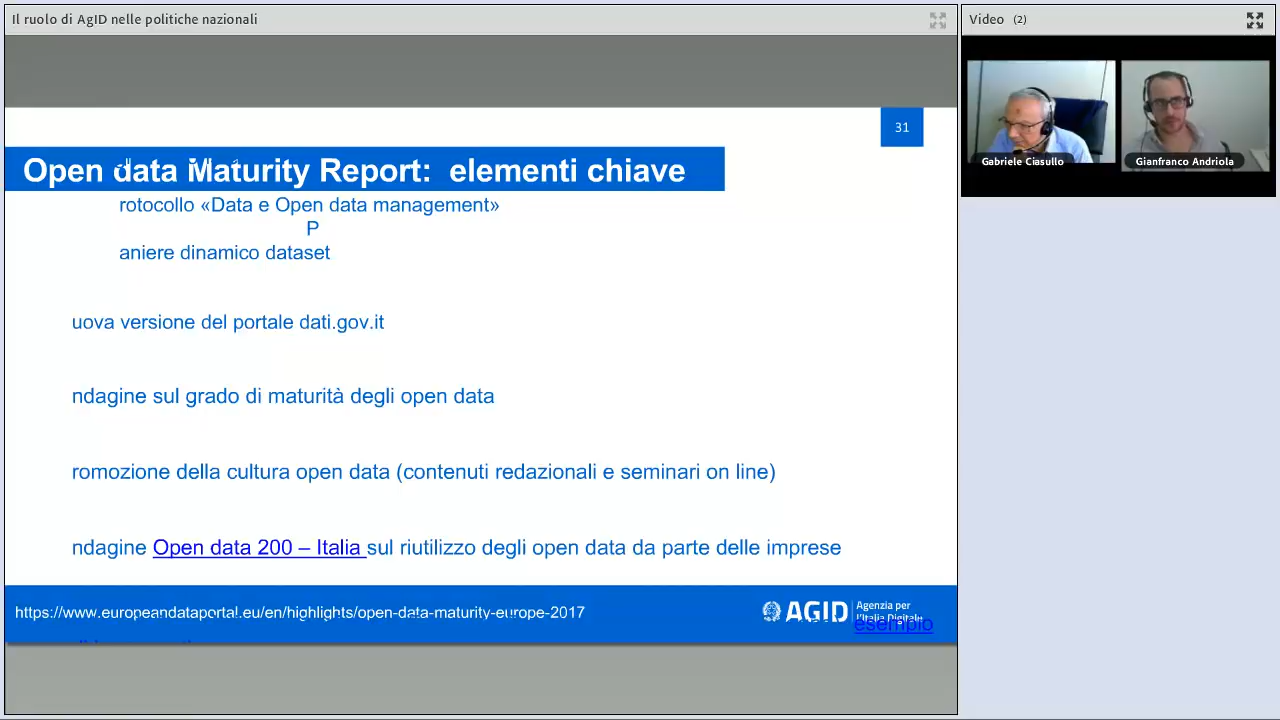 Il ruolo di AgID nelle politiche nazionali
Video (2)
31
Open data Maturity Report: elementi chiave
rotocollo «Data e Open data management»
P
aniere dinamico dataset
uova versione del portale dati.gov.it
ndagine sul grado di maturità degli open data
romozione della cultura open data (contenuti redazionali e seminari on line)
ndagine Open data 200 – Italia sul riutilizzo degli open data da parte delle imprese
https://www.europeandataportal.eu/en/highlights/open-data-maturity-europe-2017
AGID Agenzia per
l'Italia Digitale
esempio
Gabriele Ciasullo
Gianfranco Andriola